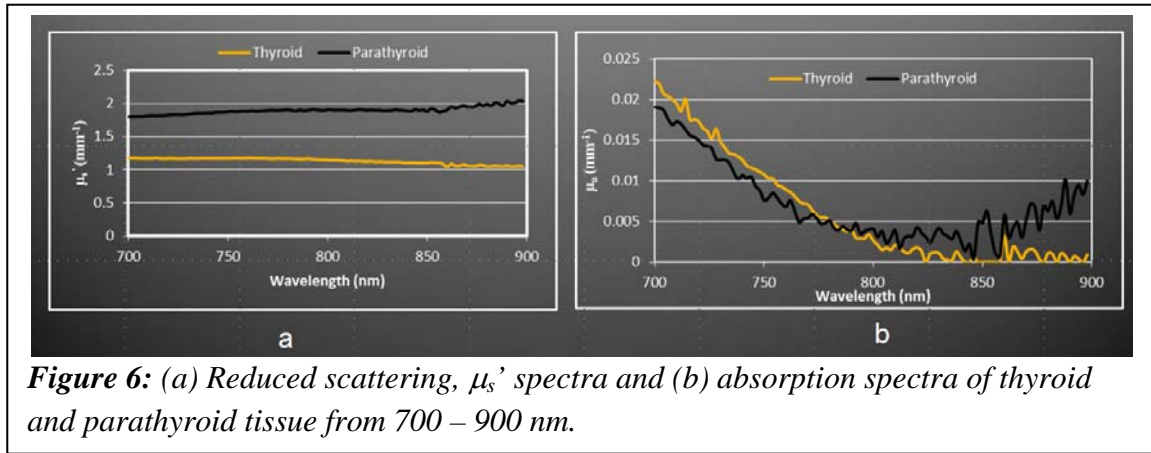 Thyroid Parathyroid
2.5
2
1.5
1
0.5
0
μs' (mm-1)
700 750 800 850 900
Wavelength (nm)
a
Thyroid Parathyroid
0.025
0.02
0.015
0.01
0.005
0
μa (mm-1)
700 750 800 850 900
Wavelength (nm)
b
Figure 6: (a) Reduced scattering, μs' spectra and (b) absorption spectra of thyroid
and parathyroid tissue from 700 – 900 nm.